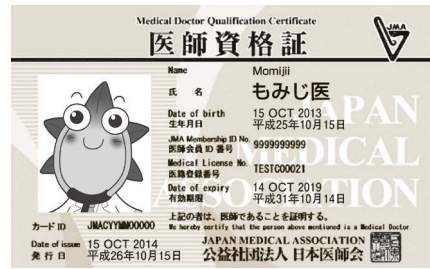 Medical Doctor Qualification Certificate
医師資格証
JMA
Name Momijii
氏 名 もみじ医
Date of birth 15 OCT 2013
生年月日 平成25年10月15日
JMA Membership ID No. 9999999999
医師会員ID番号
Medical License No. TESTC00021
医籍登録番号
Date of expiry 14 OCT 2019
有効期限 平成31年10月14日
上記の者は、医師であることを証明する。
We hereby certify that the person above mentioned is a Medical Doctor.
カードID JMACYYMM00000
Date of issue 15 OCT 2014
発行日 平成26年10月15日
JAPAN MEDICAL ASSOCIATION
公益社団法人 日本医師会
JAPAN
MEDICAL
ASSOCIATION